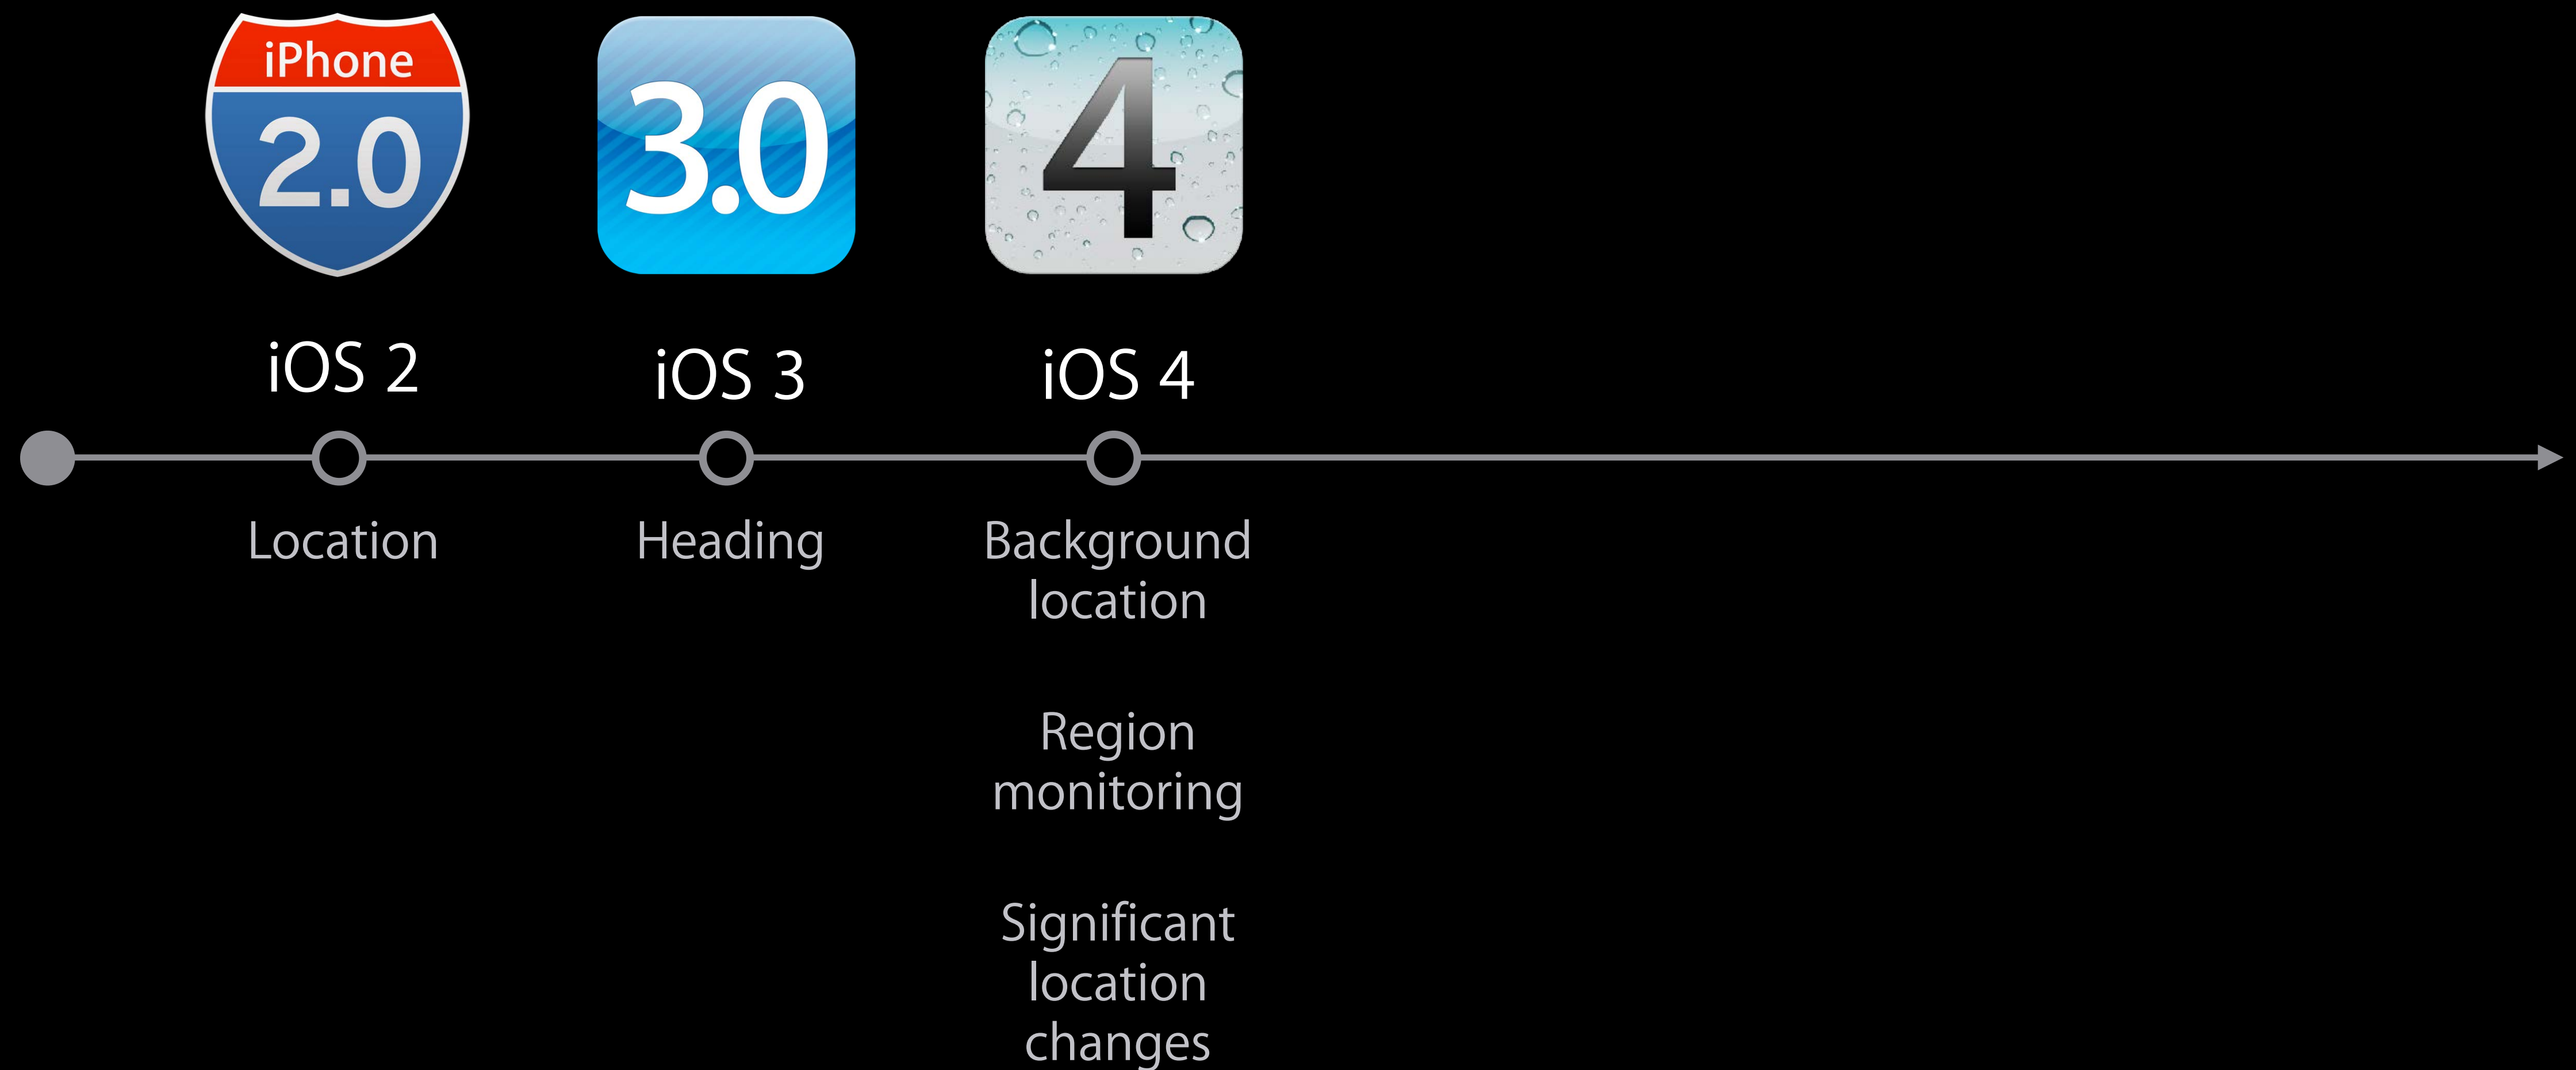 iPhone
2.0
3.0
4
iOS 2
iOS 3
iOS 4
Location
Heading
Background
location
Region
monitoring
Significant
location
changes